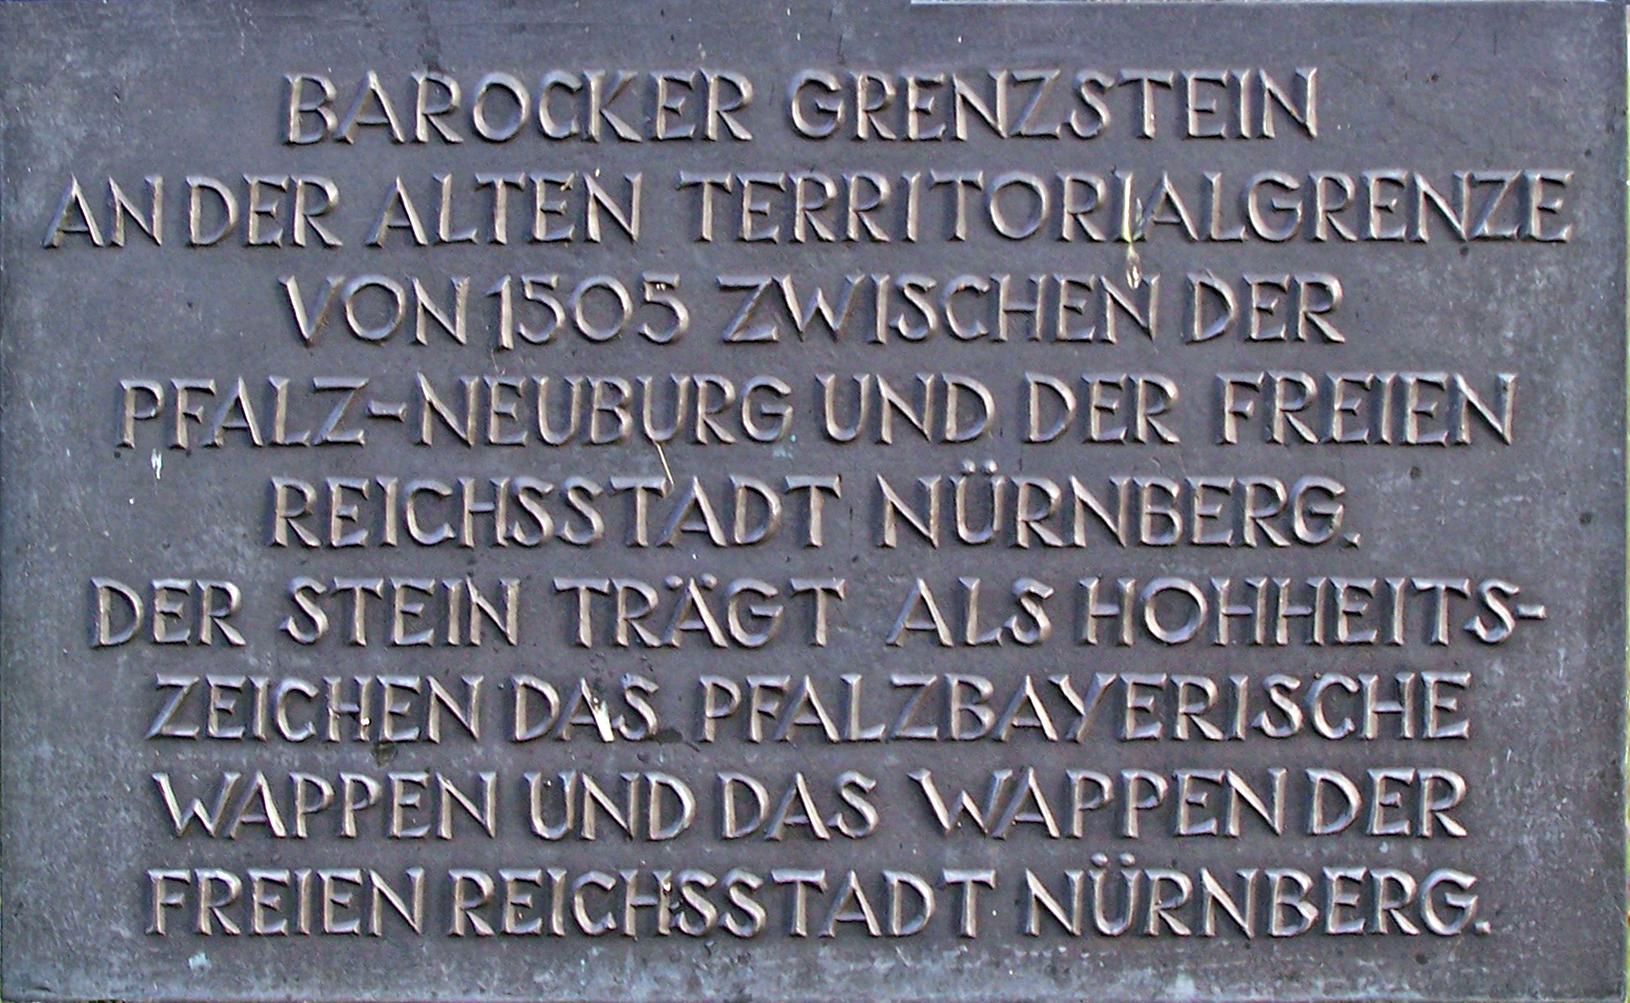 BAROCKER GRENZSTEIN
AN DER ALTEN TERRITORIALGRENZE
VON 1505 ZWISCHEN DER
PFALZ-NEUBURG UND DER FREIEN
REICHSSTADT NÜRNBERG.
DER STEIN TRÄGT ALS HOHHEITS-
ZEICHEN DAS PFALZBAYERISCHE
WAPPEN UND DAS WAPPEN DER
FREIEN REICHSSTADT NÜRNBERG.